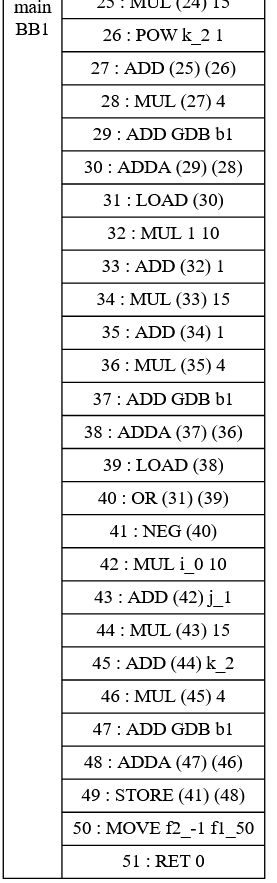 main
BB1
25 : MUL (24) 15
26 : POW k_2 1
27 : ADD (25) (26)
28 : MUL (27) 4
29 : ADD GDB b1
30 : ADDA (29) (28)
31 : LOAD (30)
32 : MUL 1 10
33 : ADD (32) 1
34 : MUL (33) 15
35 : ADD (34) 1
36 : MUL (35) 4
37 : ADD GDB b1
38 : ADDA (37) (36)
39 : LOAD (38)
40 : OR (31) (39)
41 : NEG (40)
42 : MUL i_0 10
43 : ADD (42) j_1
44 : MUL (43) 15
45 : ADD (44) k_2
46 : MUL (45) 4
47 : ADD GDB b1
48 : ADDA (47) (46)
49 : STORE (41) (48)
50 : MOVE f2_-1 f1_50
51 : RET 0